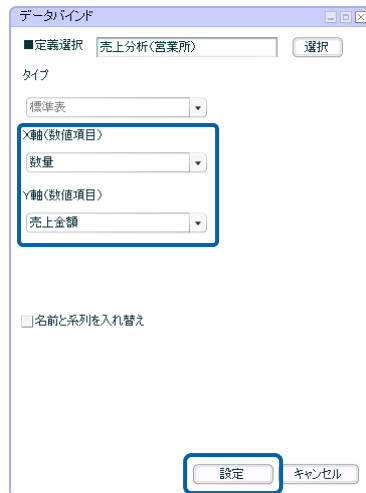 データバインド
■定義選択 売上分析(営業所) 選択
タイプ
標準表
X軸(数値項目)
数量
Y軸(数値項目)
売上金額
名前と系列を入れ替え
設定 キャンセル